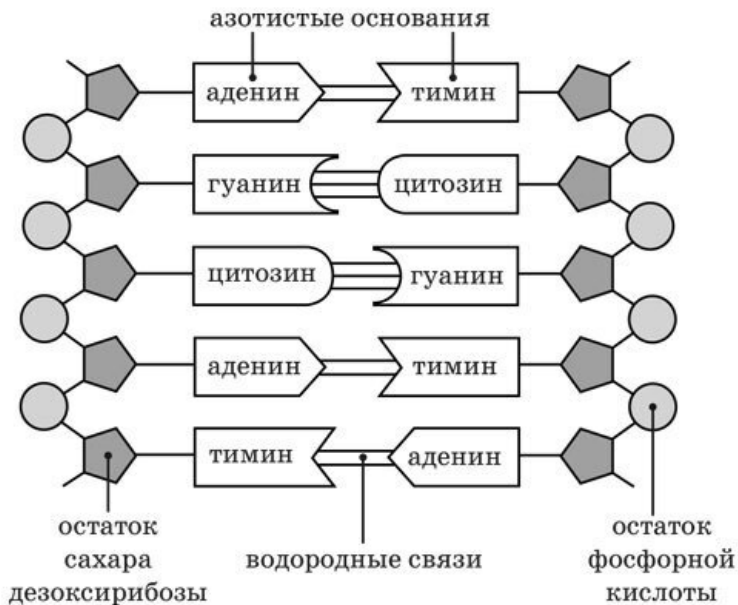 азотистые основания
аденин тимин
гуанин цитозин
цитозин гуанин
аденин тимин
тимин аденин
остаток
сахара
дезоксирибозы
водородные связи
остаток
фосфорной
кислоты